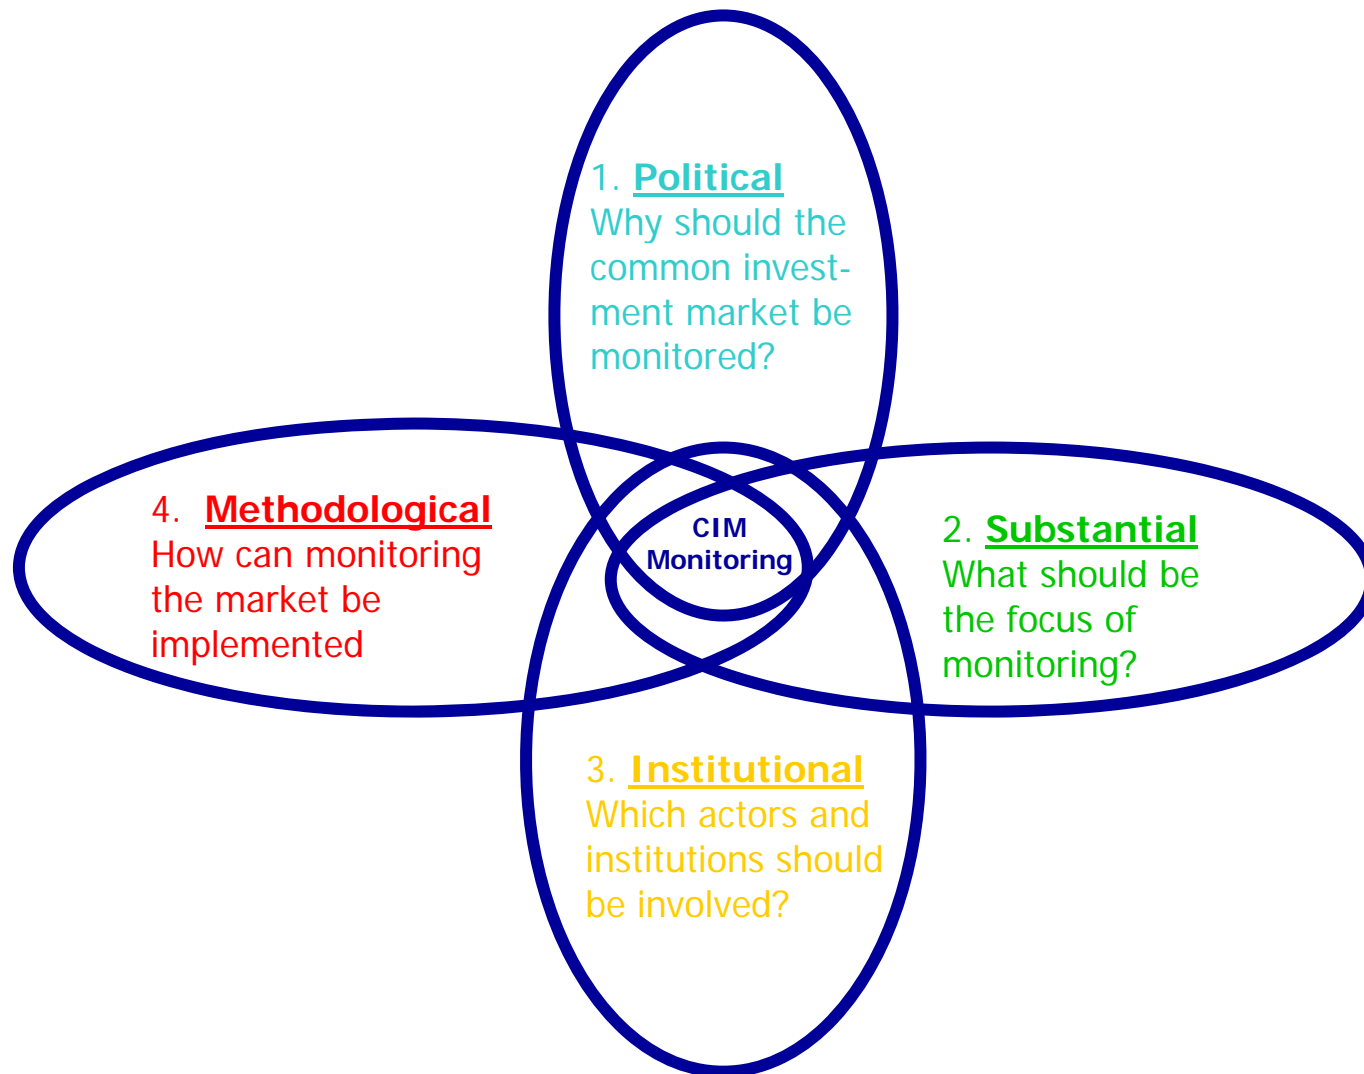 1. Political
Why should the
common invest-
ment market be
monitored?
CIM
Monitoring
2. Substantial
What should be
the focus of
monitoring?
3. Institutional
Which actors and
institutions should
be involved?
4. Methodological
How can monitoring
the market be
implemented